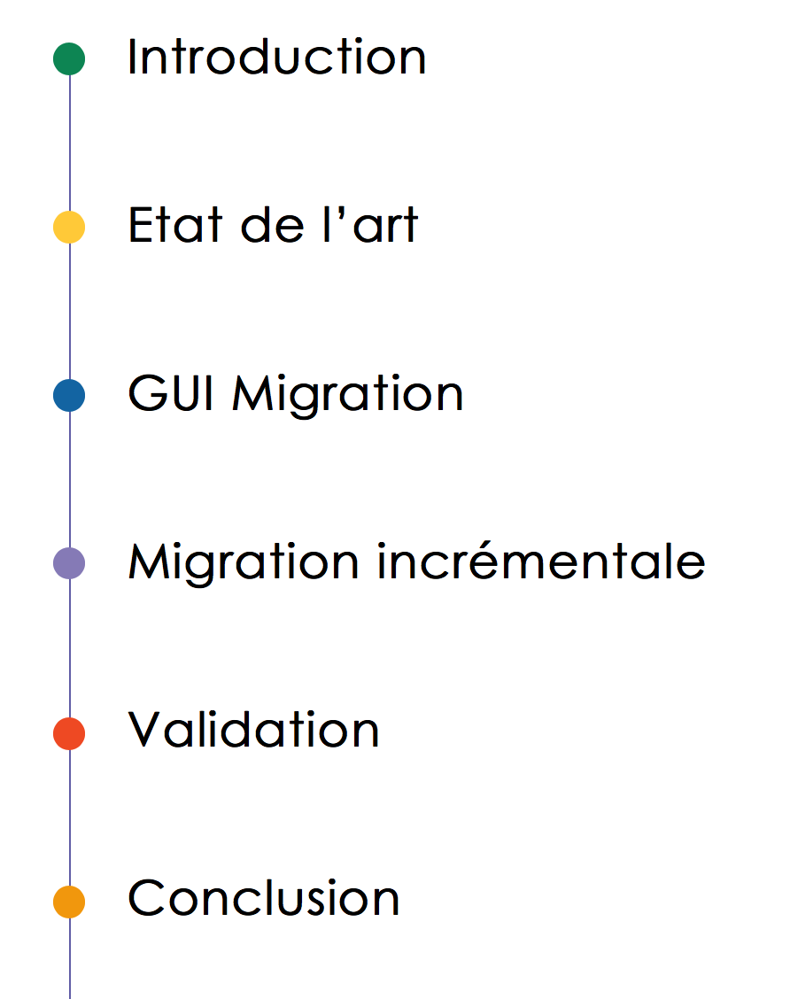 Introduction
Etat de l’art
GUI Migration
Migration incrémentale
Validation
Conclusion